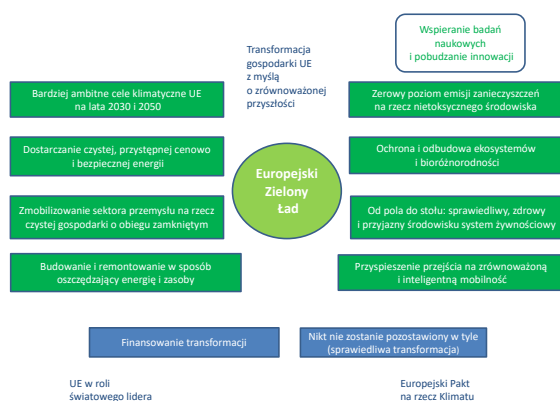 Transformacja
gospodarki UE
z myślą
o zrównoważonej
przyszłości
Wspieranie badań
naukowych
i pobudzanie innowacji
Bardziej ambitne cele klimatyczne UE
na lata 2030 i 2050
Zerowy poziom emisji zanieczyszczeń
na rzecz nietoksycznego środowiska
Dostarczanie czystej, przystępnej cenowo
i bezpiecznej energii
Ochrona i odbudowa ekosystemów
i bioróżnorodności
Europejski
Zielony
Ład
Zmobilizowanie sektora przemysłu na rzecz
czystej gospodarki o obiegu zamkniętym
Od pola do stołu: sprawiedliwy, zdrowy
i przyjazny środowisku system żywnościowy
Budowanie i remontowanie w sposób
oszczędzający energię i zasoby
Przyspieszenie przejścia na zrównoważoną
i inteligentną mobilność
Finansowanie transformacji
Nikt nie zostanie pozostawiony w tyle
(sprawiedliwa transformacja)
UE w roli
światowego lidera
Europejski Pakt
na rzecz Klimatu